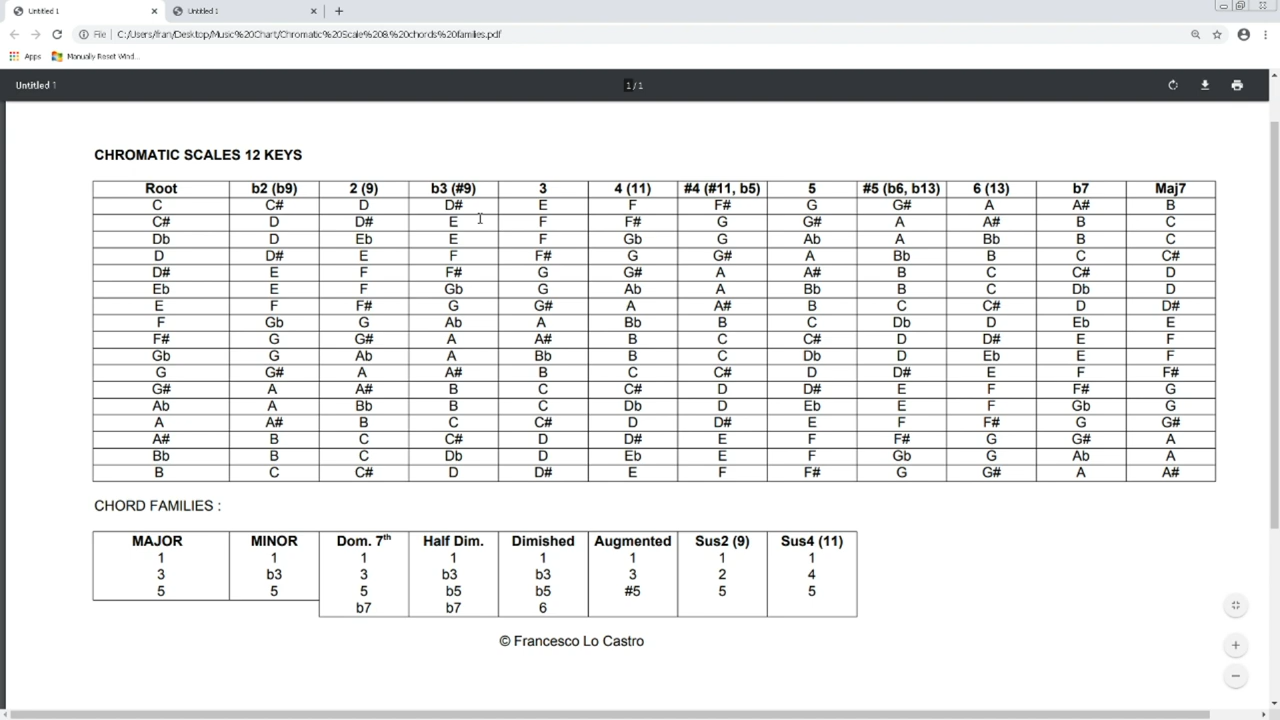 Untitled 1
Untitled 1
File C:/Users/fran/Desktop/Music%20Chart/Chromatic%20Scale%208.%20chords%20families.pdf
Apps Manually Reset Wind...
Untitled 1 1 / 1
CHROMATIC SCALES 12 KEYS
Root b2 (b9) 2 (9) b3 (#9) 3 4 (11) #4 (#11, b5) 5 #5 (b6, b13) 6 (13) b7 Maj7
C C# D D# E F F# G G# A A# B
C# D D# E F F# G G# A A# B C
Db D Eb E F Gb G Ab A Bb B C
D D# E F F# G G# A Bb B C C#
D# E F F# G G# A A# B C C# D
Eb E F Gb G Ab A Bb B C Db D
E F F# G G# A A# B C C# D D#
F Gb G Ab A Bb B C Db D Eb E
F# G G# A A# B C C# D D# E F
Gb G Ab A Bb B C Db D Eb E F
G G# A A# B C C# D D# E F F#
G# A A# B C C# D D# E F F# G
Ab A Bb B C Db D Eb E F Gb G
A A# B C C# D D# E F F# G G#
A# B C C# D D# E F F# G G# A
Bb B C Db D Eb E F Gb G Ab A
B C C# D D# E F F# G G# A A#
CHORD FAMILIES :
MAJOR MINOR Dom. 7th Half Dim. Dimished Augmented Sus2 (9) Sus4 (11)
1 1 1 1 1 1 1 1
3 b3 3 b3 b3 3 2 4
5 5 5 b5 b5 #5 5 5
b7 b7 6
© Francesco Lo Castro